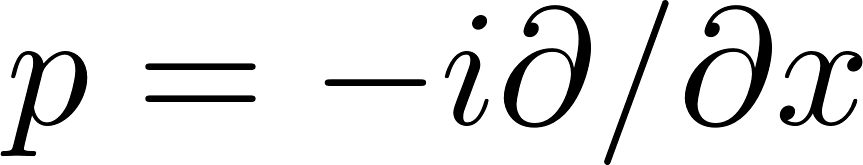 p = −i∂/∂x